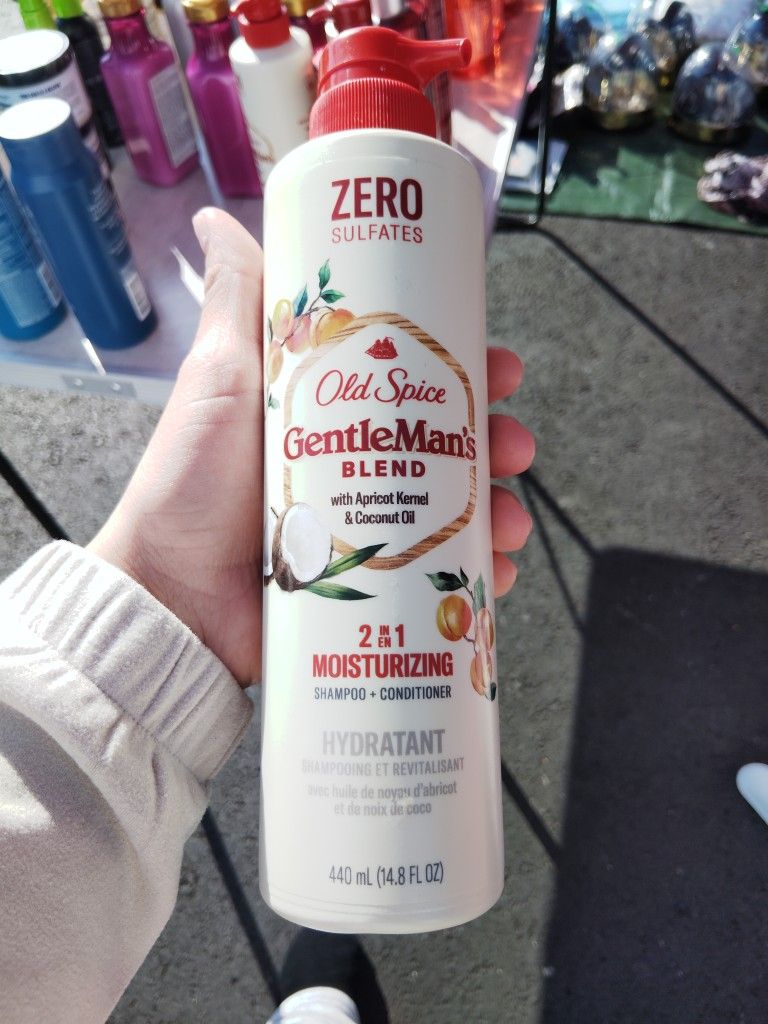 ZERO
SULFATES
Old Spice
GentleMan's
BLEND
with Apricot Kernel
& Coconut Oil
2 IN EN 1
MOISTURIZING
SHAMPOO + CONDITIONER
HYDRATANT
SHAMPOOING ET REVITALISANT
avec huile de noyau d'abricot
et de noix de coco
440 mL (14.8 FL OZ)